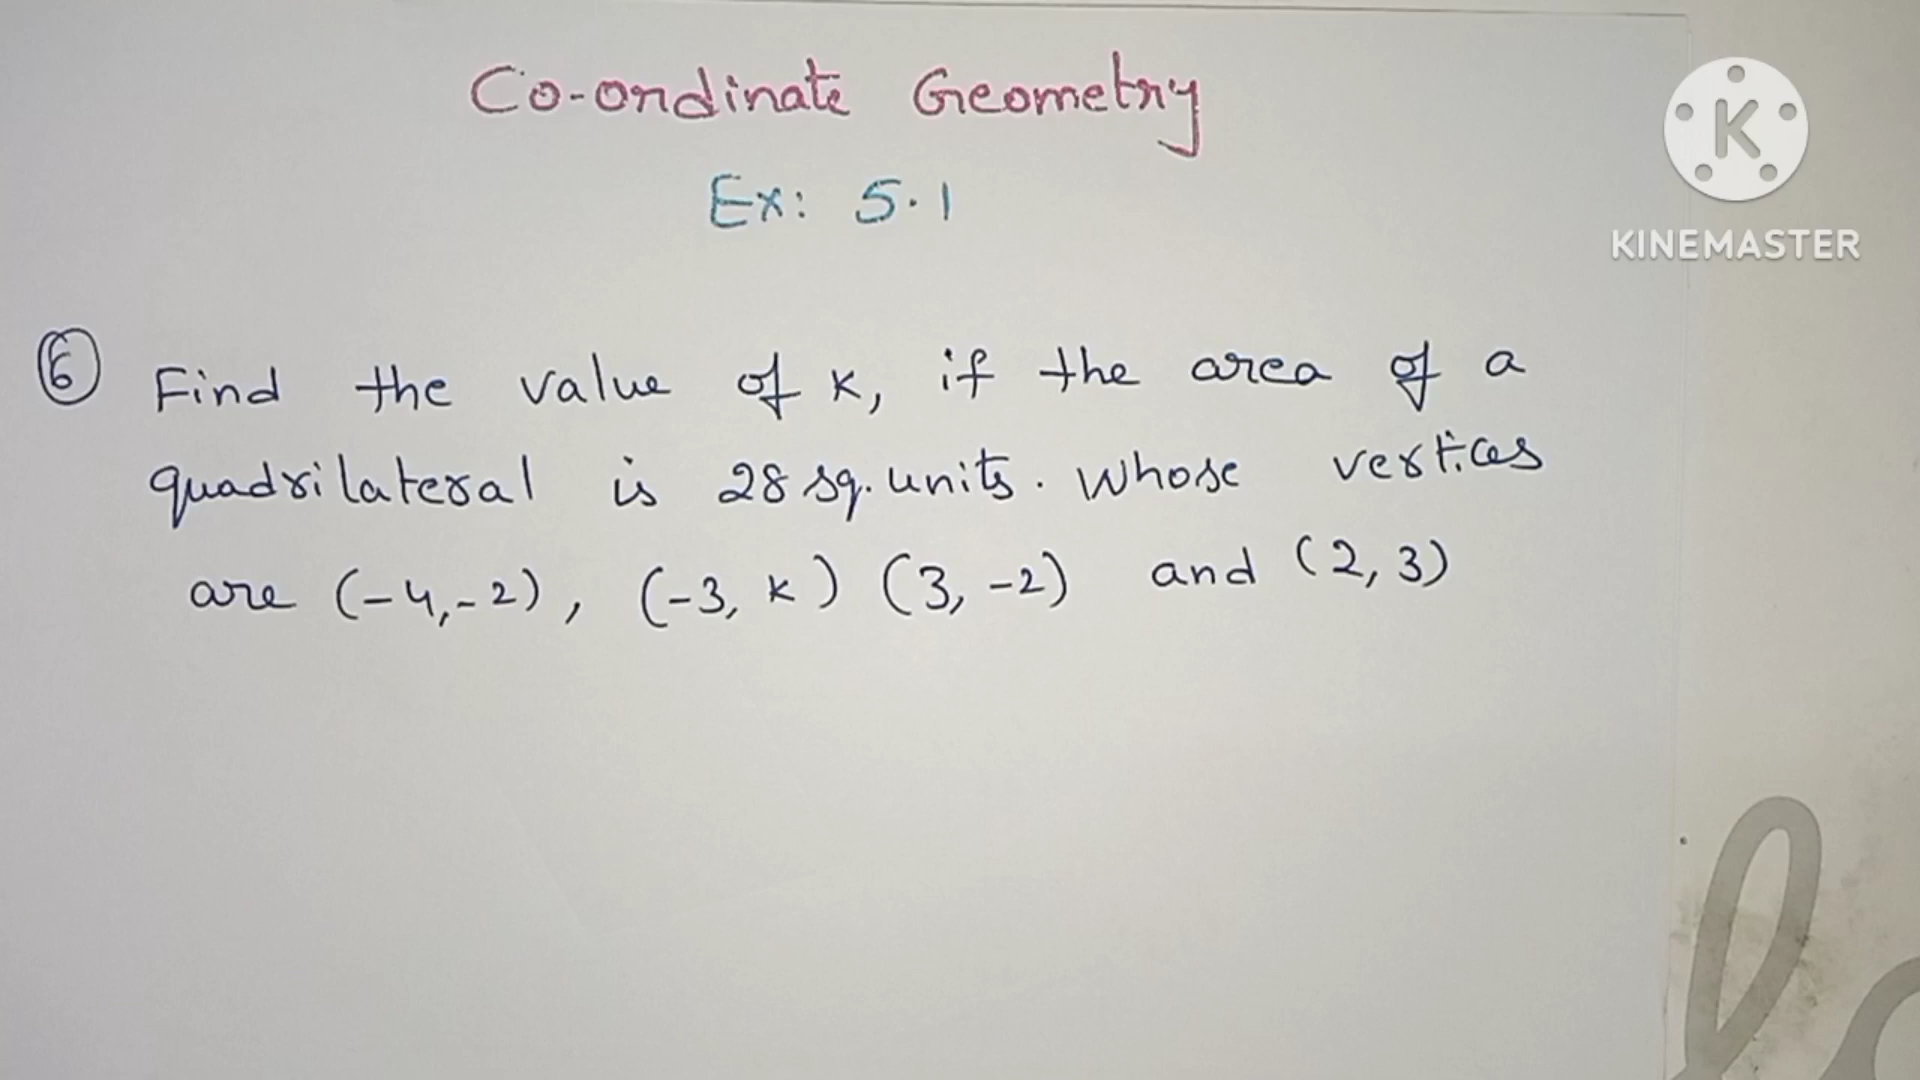 Co-ordinate Geometry
Ex: 5.1
K
KINEMASTER
6 Find the value of k, if the area of a
quadrilateral is 28 sq. units. Whose vertices
are (-4,-2), (-3, k) (3, -2) and (2, 3)